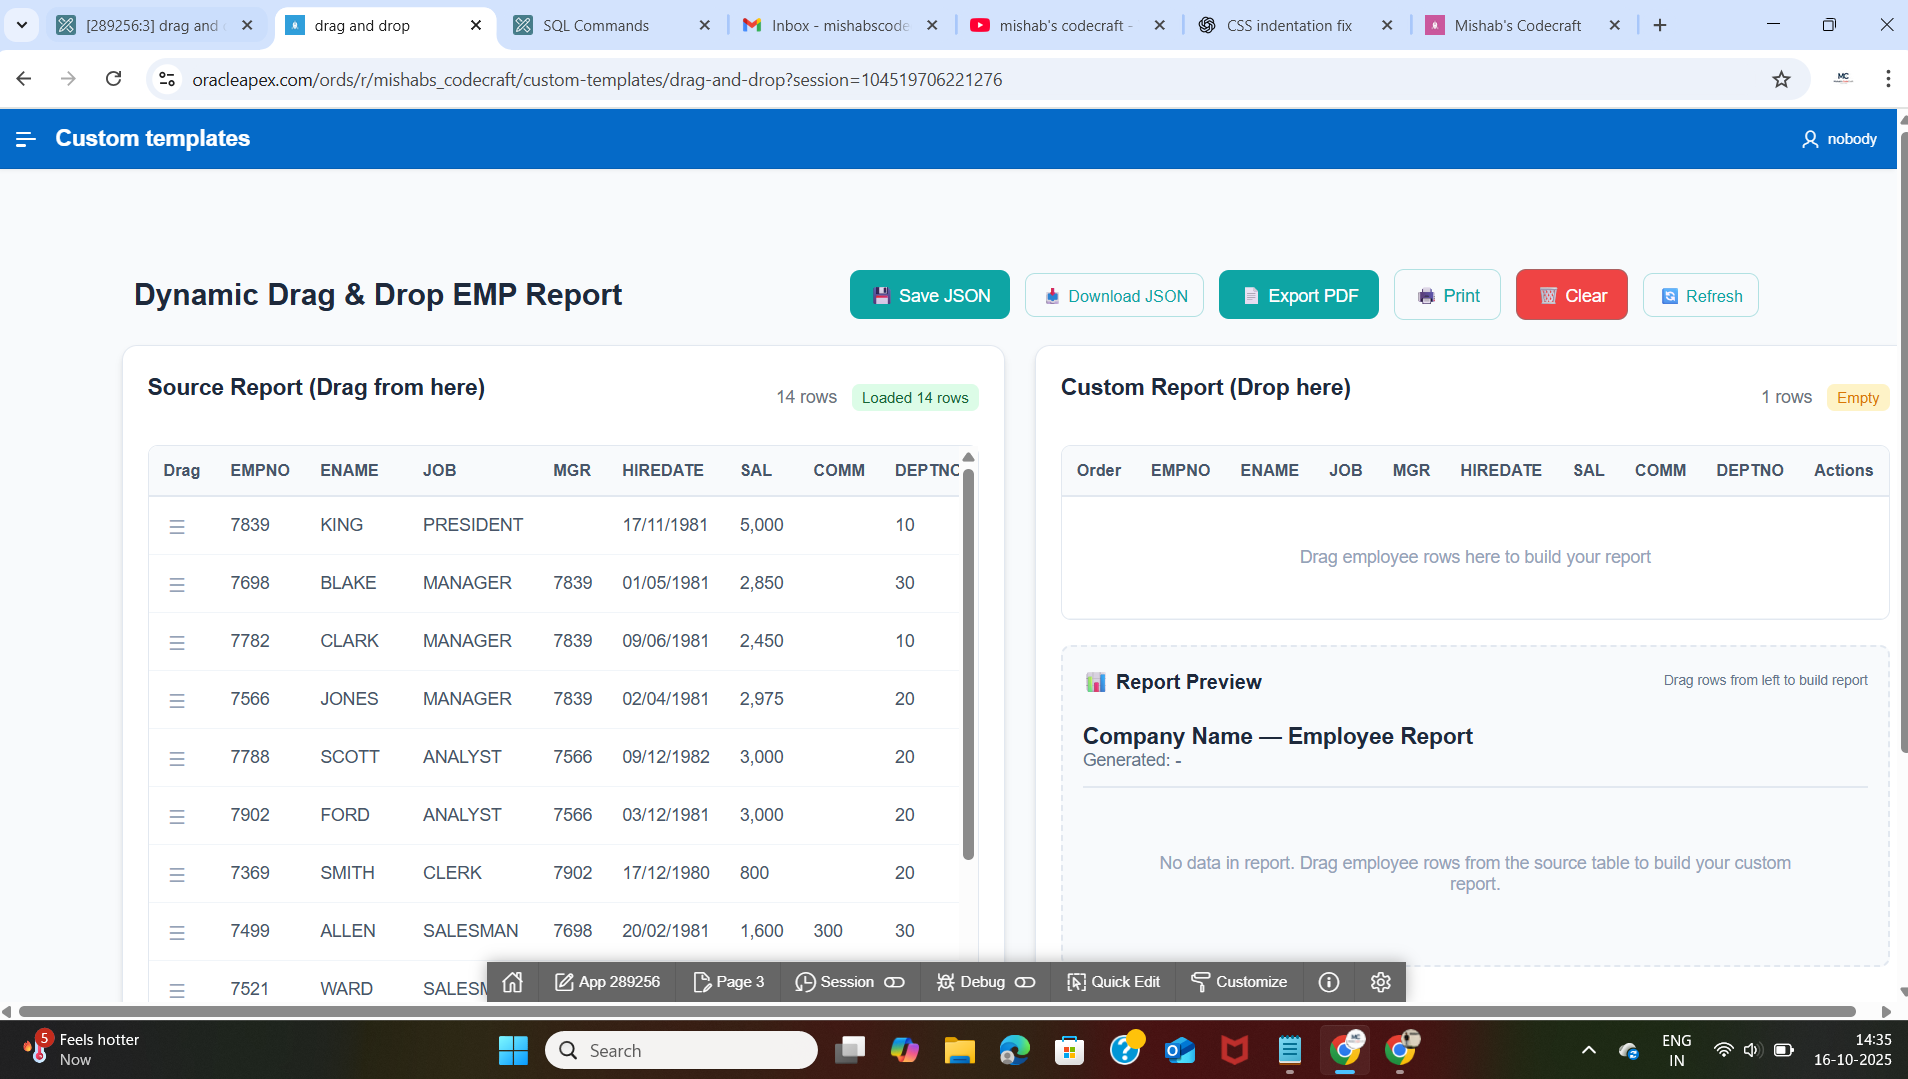 [289256:3] drag and
drag and drop
SQL Commands
Inbox - mishabscode
mishab's codecraft -
CSS indentation fix
Mishab's Codecraft
oracleapex.com/ords/r/mishabs_codecraft/custom-templates/drag-and-drop?session=104519706221276
MC
Custom templates
nobody
Dynamic Drag & Drop EMP Report
Save JSON
Download JSON
Export PDF
Print
Clear
Refresh
Source Report (Drag from here)
14 rows
Loaded 14 rows
Drag EMPNO ENAME JOB MGR HIREDATE SAL COMM DEPTNO
7839 KING PRESIDENT 17/11/1981 5,000 10
7698 BLAKE MANAGER 7839 01/05/1981 2,850 30
7782 CLARK MANAGER 7839 09/06/1981 2,450 10
7566 JONES MANAGER 7839 02/04/1981 2,975 20
7788 SCOTT ANALYST 7566 09/12/1982 3,000 20
7902 FORD ANALYST 7566 03/12/1981 3,000 20
7369 SMITH CLERK 7902 17/12/1980 800 20
7499 ALLEN SALESMAN 7698 20/02/1981 1,600 300 30
7521 WARD SALESM
Custom Report (Drop here)
1 rows
Empty
Order EMPNO ENAME JOB MGR HIREDATE SAL COMM DEPTNO Actions
Drag employee rows here to build your report
Report Preview
Drag rows from left to build report
Company Name — Employee Report
Generated: -
No data in report. Drag employee rows from the source table to build your custom
report.
App 289256
Page 3
Session
Debug
Quick Edit
Customize
5
Feels hotter
Now
Search
ENG
IN
14:35
16-10-2025